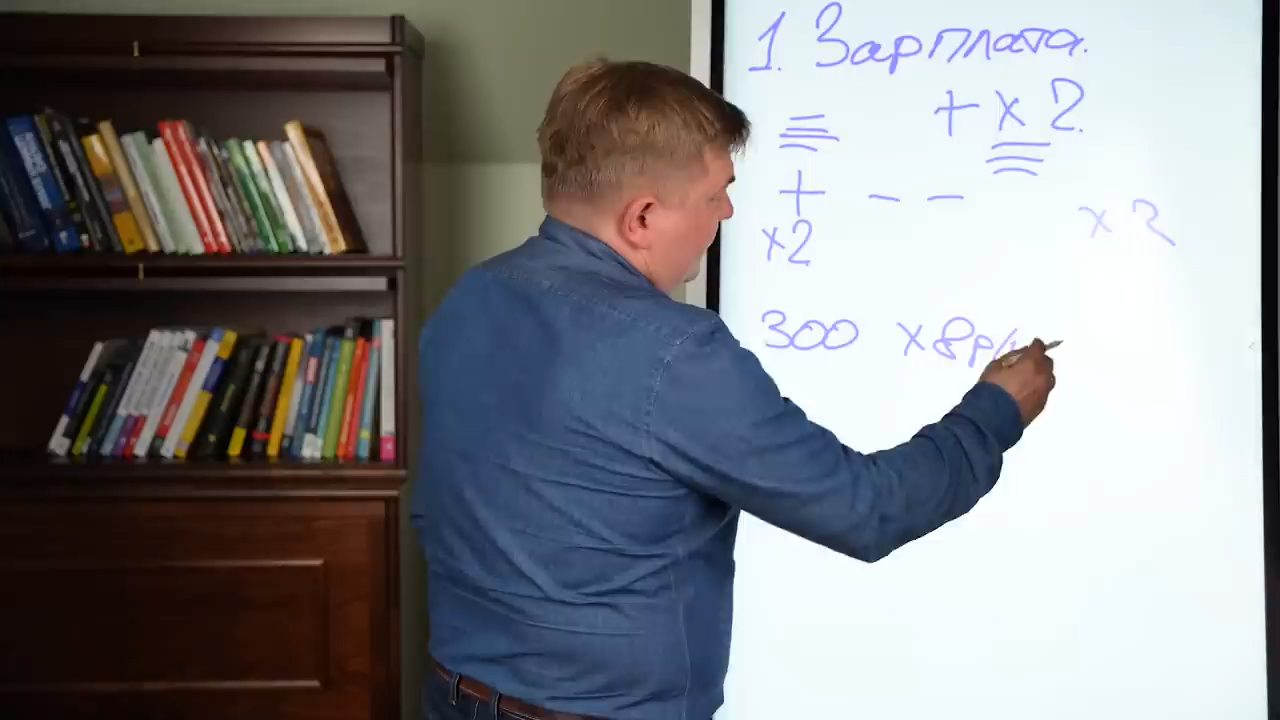 1. Зарплата.
= + x 2
+ - -
x2 x 2
300 x 8р/